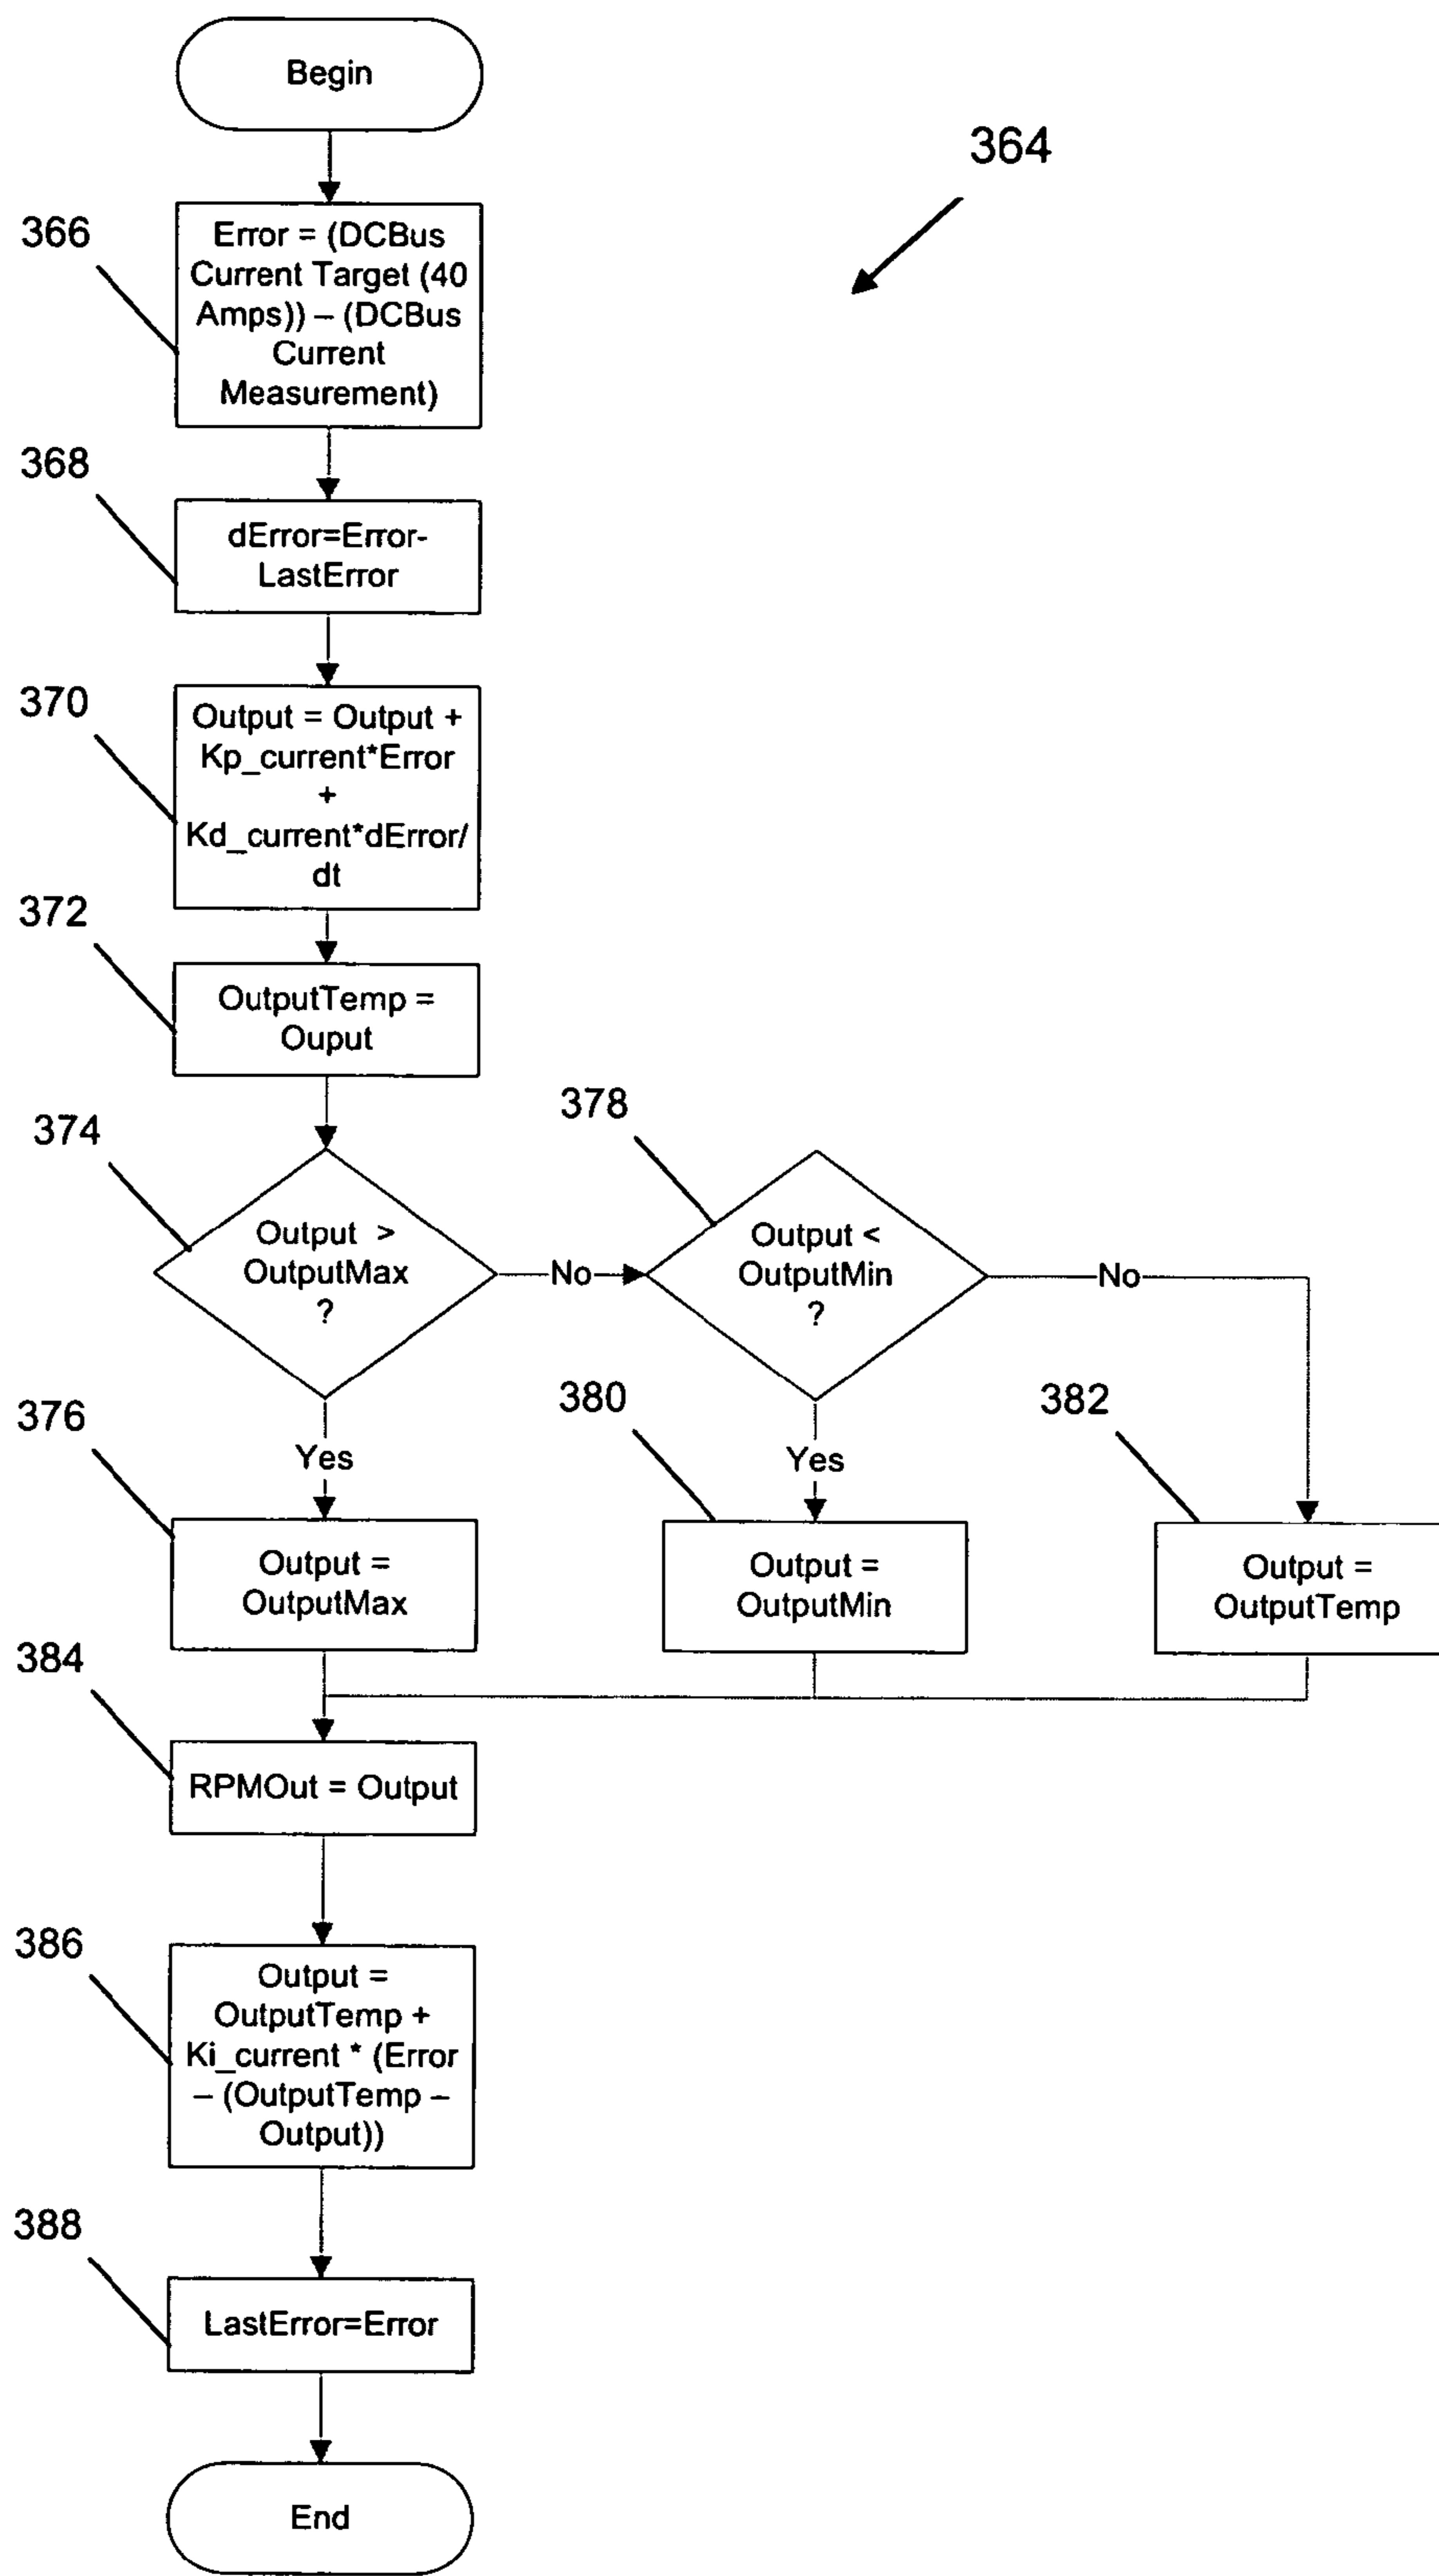 Begin
364
366
Error = (DCBus
Current Target (40
Amps)) – (DCBus
Current
Measurement)
368
dError=Error-
LastError
370
Output = Output +
Kp_current*Error
+
Kd_current*dError/
dt
372
OutputTemp =
Ouput
374
Output >
OutputMax
?
No
378
Output <
OutputMin
?
No
Yes
Yes
376
Output =
OutputMax
380
Output =
OutputMin
382
Output =
OutputTemp
384
RPMOut = Output
386
Output =
OutputTemp +
Ki_current * (Error
– (OutputTemp –
Output))
388
LastError=Error
End